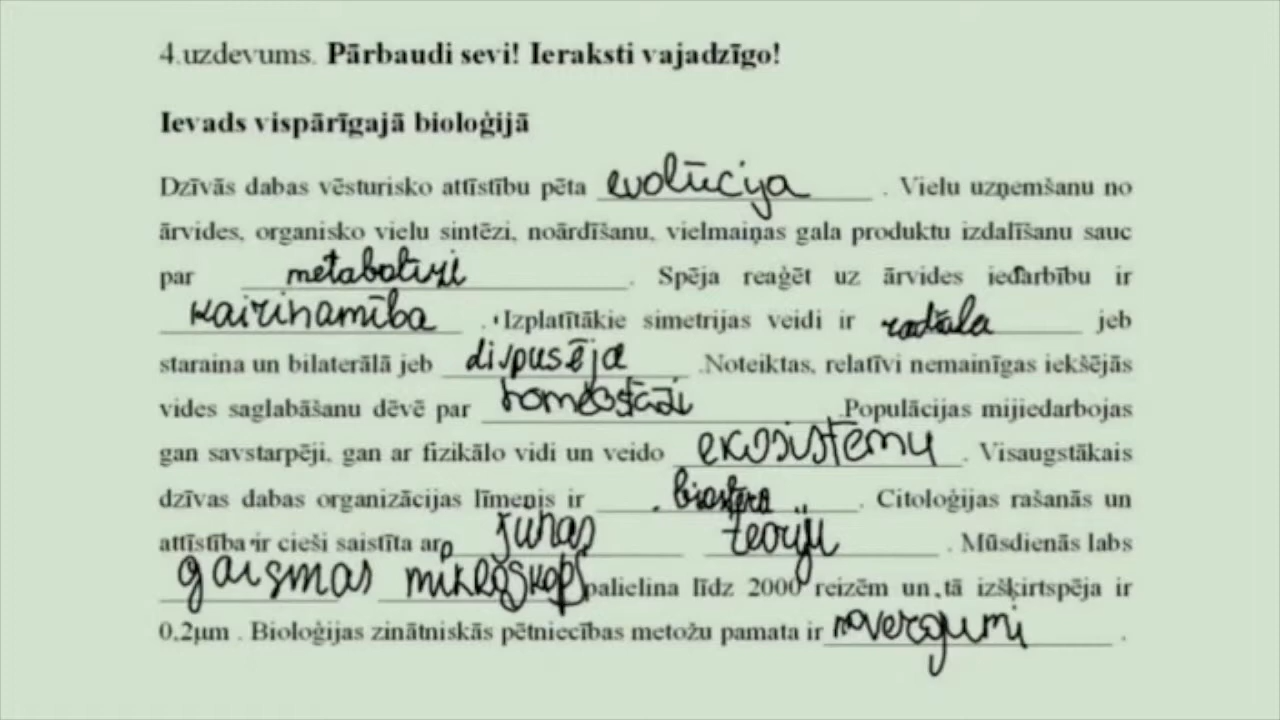 4.uzdevums. Pārbaudi sevi! Ieraksti vajadzīgo!
Ievads vispārīgajā bioloģijā
Dzīvās dabas vēsturisko attīstību pēta evolūcija . Vielu uzņemšanu no
ārvides, organisko vielu sintēzi, noārdīšanu, vielmaiņas gala produktu izdalīšanu sauc
par metabolizi . Spēja reaģēt uz ārvides iedarbību ir
kairināmība . Izplatītākie simetrijas veidi ir radiāla jeb
staraina un bilaterālā jeb divpusēja .Noteiktas, relatīvi nemainīgas iekšējās
vides saglabāšanu dēvē par homeostāzi .Populācijas mijiedarbojas
gan savstarpēji, gan ar fizikālo vidi un veido ekosistēmu . Visaugstākais
dzīvas dabas organizācijas līmenis ir biosfēra . Citoloģijas rašanās un
attīstība ir cieši saistīta ar teoriju . Mūsdienās labs
gaismas mikroskops palielina līdz 2000 reizēm un tā izšķirtspēja ir
0,2µm . Bioloģijas zinātniskās pētniecības metožu pamata ir novērojumi .